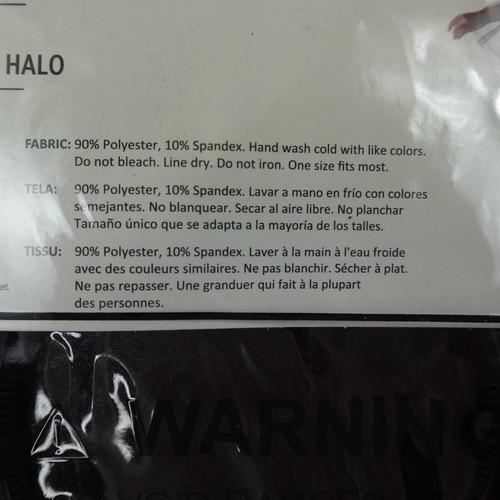 HALO
FABRIC: 90% Polyester, 10% Spandex. Hand wash cold with like colors.
Do not bleach. Line dry. Do not iron. One size fits most.
TELA: 90% Polyester, 10% Spandex. Lavar a mano en frío con colores
semejantes. No blanquear. Secar al aire libre. No planchar
Tamaño único que se adapta a la mayoría de los talles.
TISSU: 90% Polyester, 10% Spandex. Laver à la main à l'eau froide
avec des couleurs similaires. Ne pas blanchir. Sécher à plat.
Ne pas repasser. Une granduer qui fait à la plupart
des personnes.
WARNING